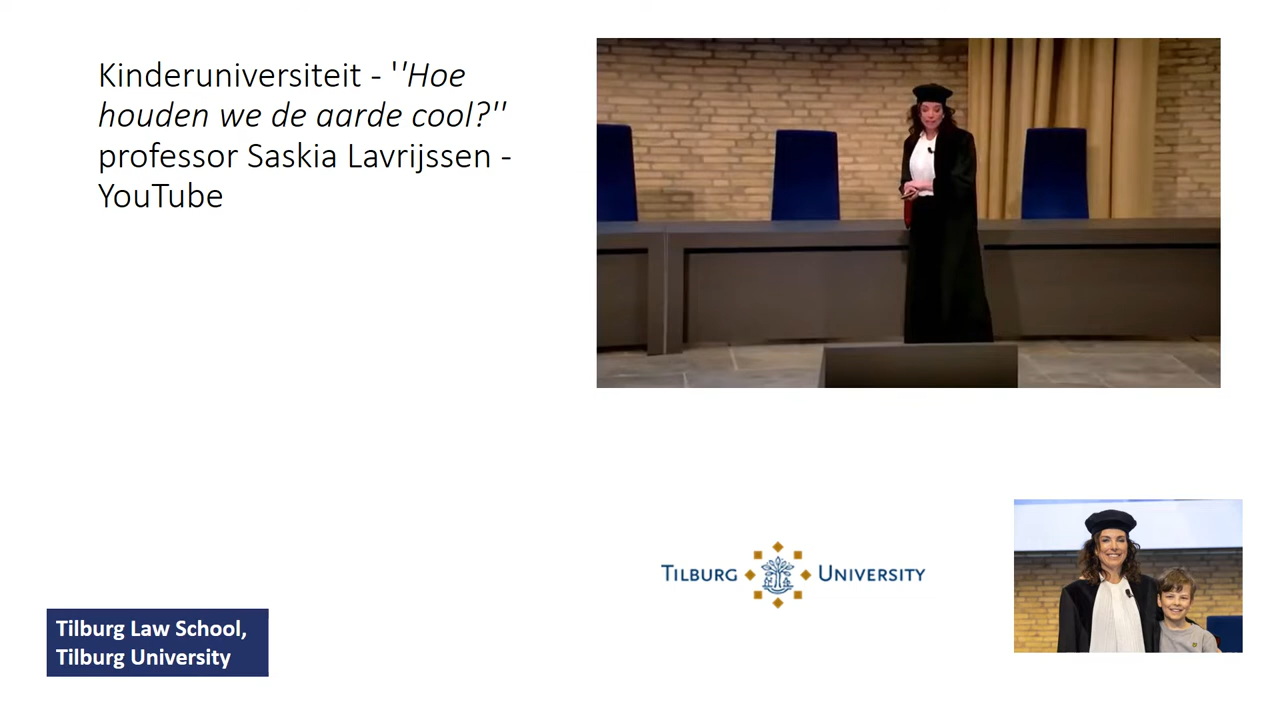 Kinderuniversiteit - ''Hoe
houden we de aarde cool?''
professor Saskia Lavrijssen -
YouTube
TILBURG UNIVERSITY
Tilburg Law School,
Tilburg University